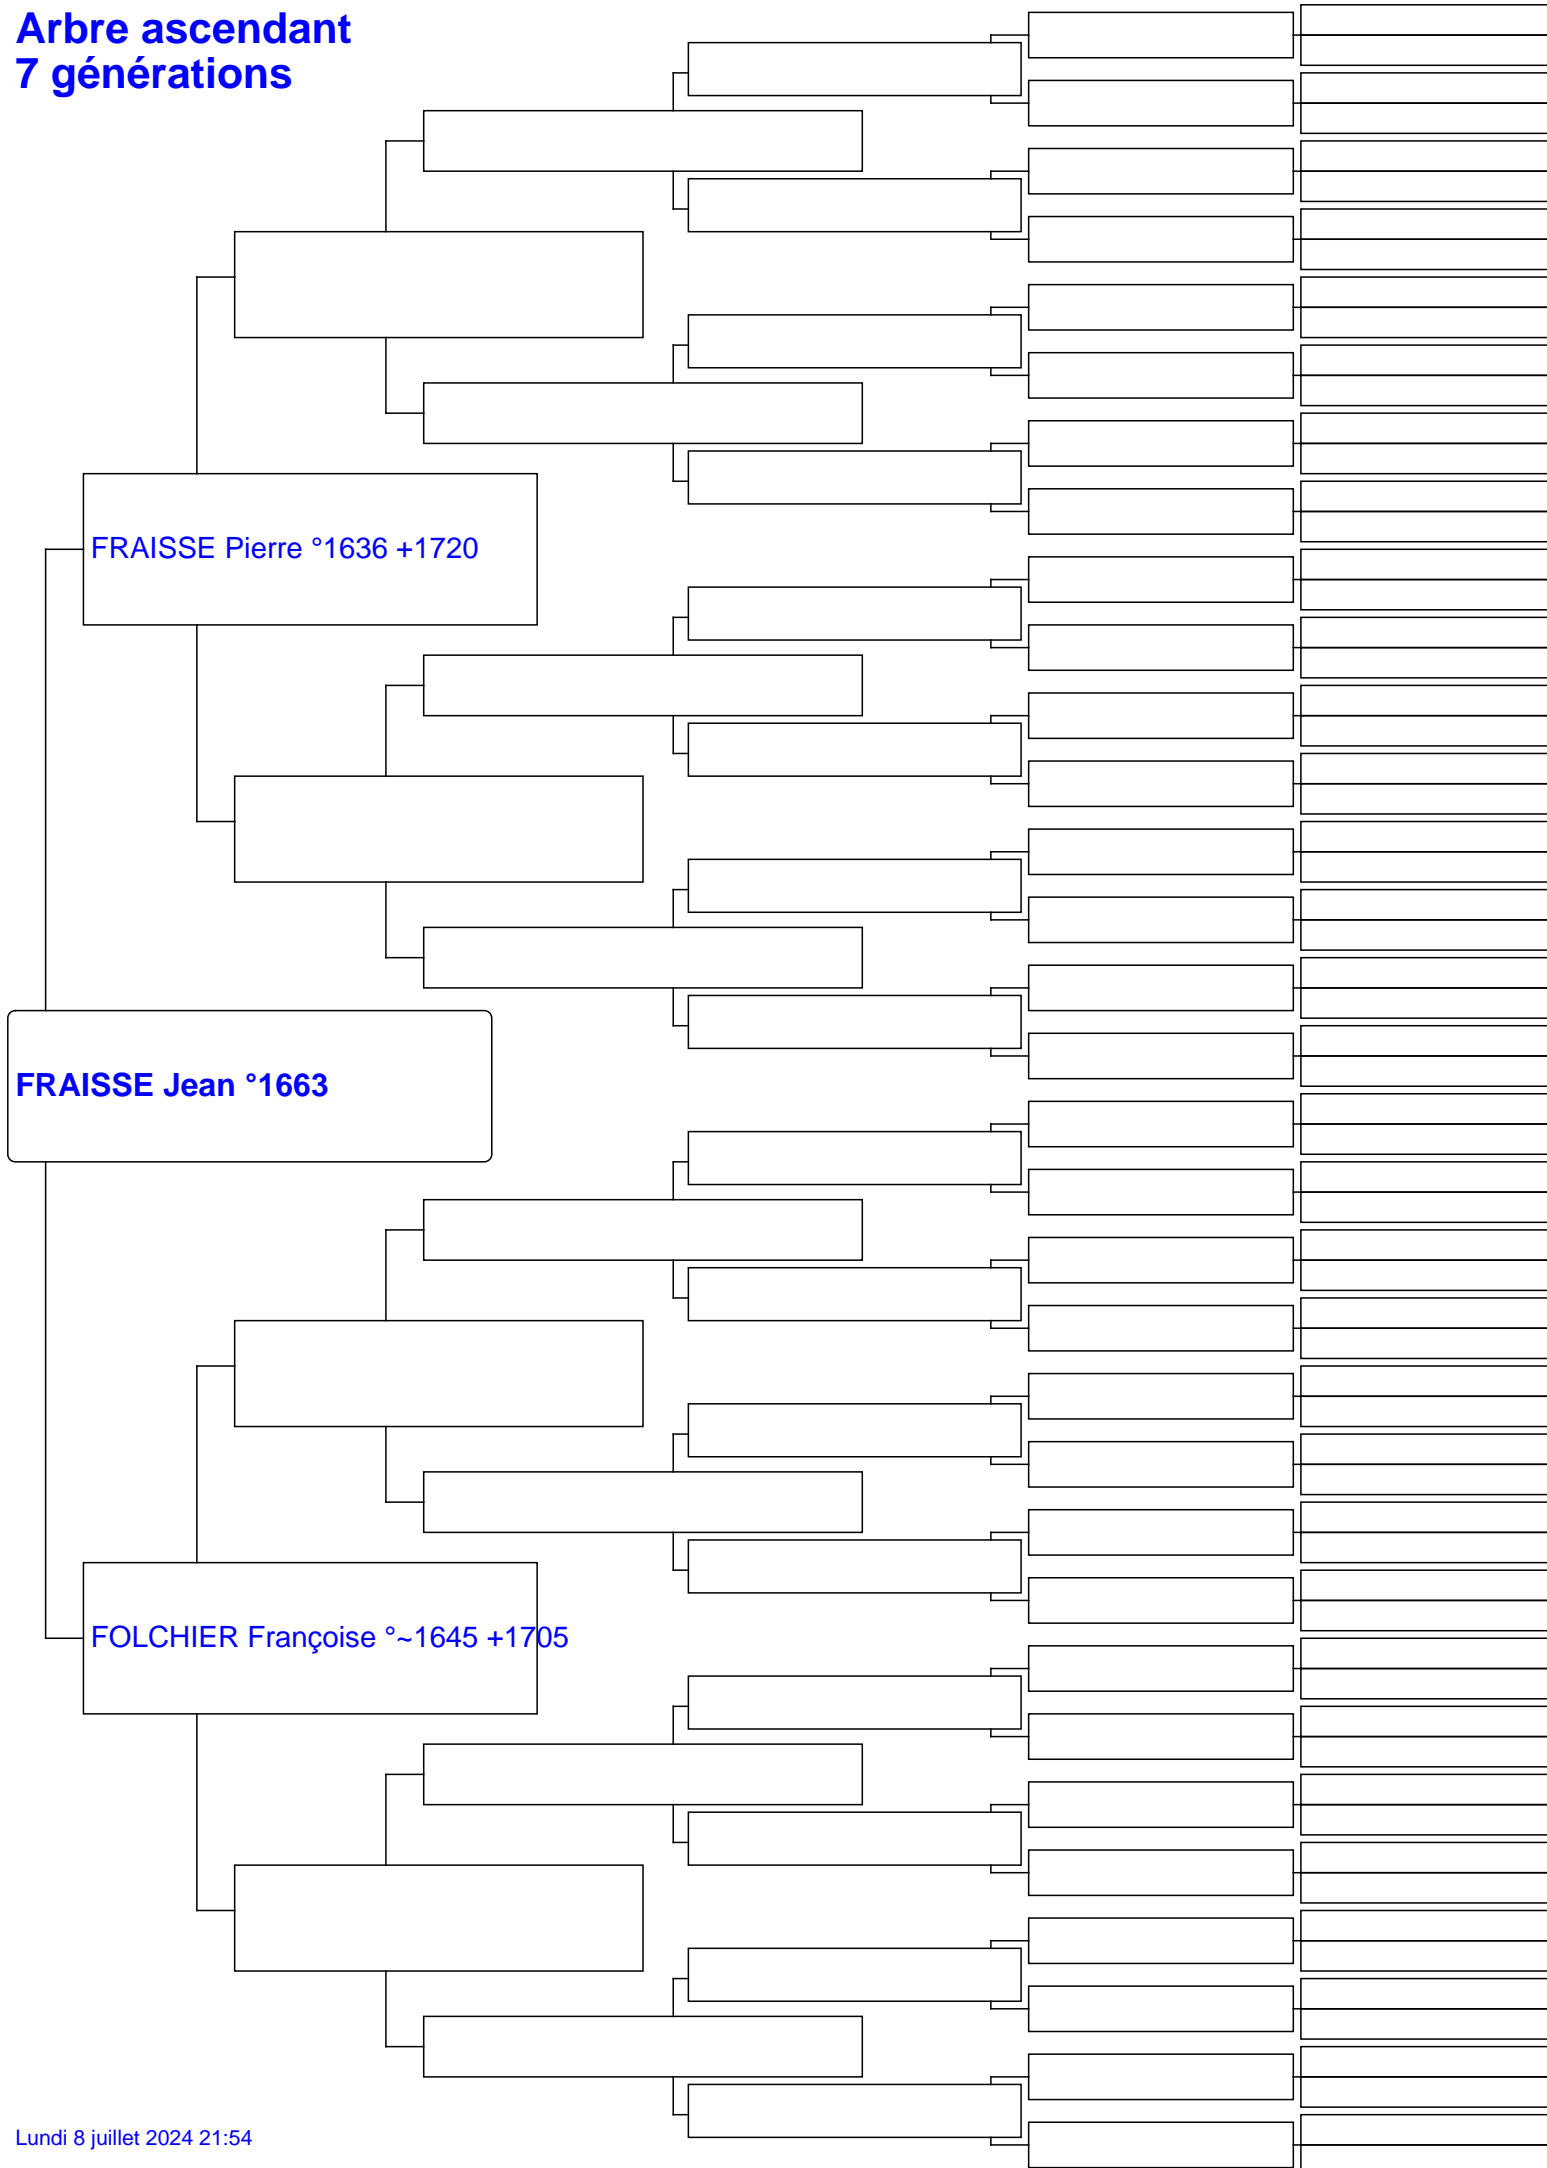 Arbre ascendant
7 générations
FRAISSE Pierre °1636 +1720
FRAISSE Jean °1663
FOLCHIER Françoise °~1645 +1705
Lundi 8 juillet 2024 21:54